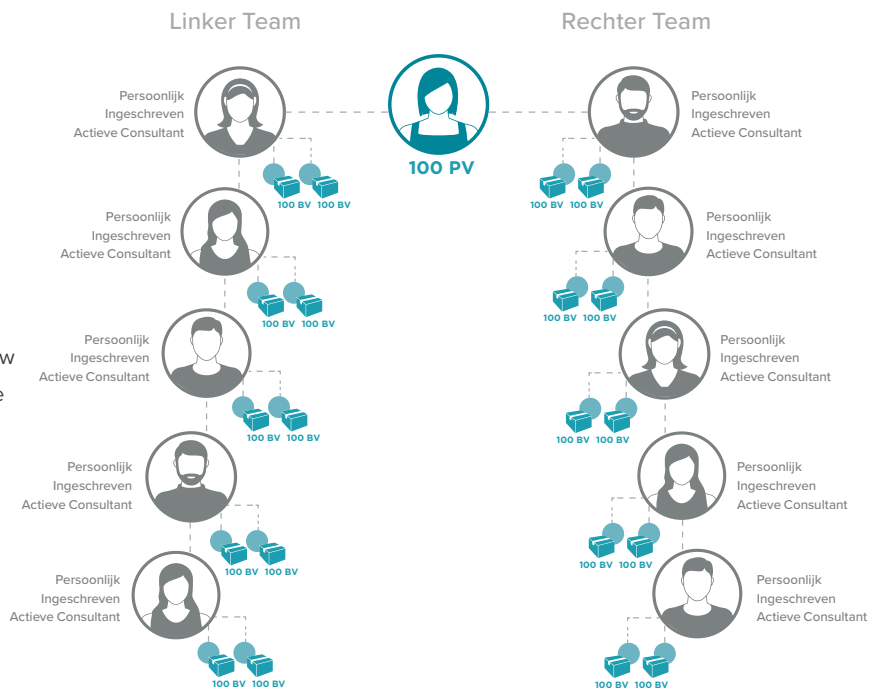 Linker Team
Rechter Team
Persoonlijk
Ingeschreven
Actieve Consultant
100 PV
Persoonlijk
Ingeschreven
Actieve Consultant
100 BV 100 BV
100 BV 100 BV
Persoonlijk
Ingeschreven
Actieve Consultant
Persoonlijk
Ingeschreven
Actieve Consultant
100 BV 100 BV
100 BV 100 BV
Persoonlijk
Ingeschreven
Actieve Consultant
Persoonlijk
Ingeschreven
Actieve Consultant
w
e
100 BV 100 BV
100 BV 100 BV
Persoonlijk
Ingeschreven
Actieve Consultant
Persoonlijk
Ingeschreven
Actieve Consultant
100 BV 100 BV
100 BV 100 BV
Persoonlijk
Ingeschreven
Actieve Consultant
Persoonlijk
Ingeschreven
Actieve Consultant
100 BV 100 BV
100 BV 100 BV